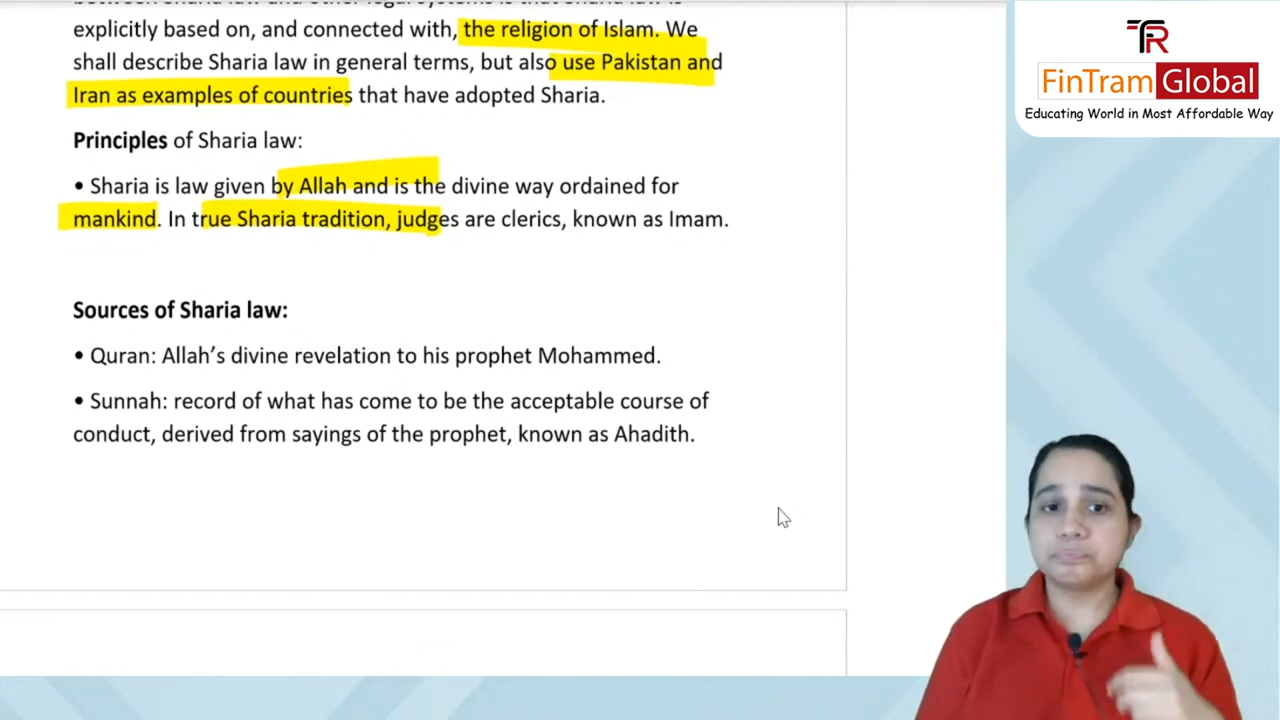 explicitly based on, and connected with, the religion of Islam. We
shall describe Sharia law in general terms, but also use Pakistan and
Iran as examples of countries that have adopted Sharia.
Principles of Sharia law:
• Sharia is law given by Allah and is the divine way ordained for
mankind. In true Sharia tradition, judges are clerics, known as Imam.
Sources of Sharia law:
• Quran: Allah’s divine revelation to his prophet Mohammed.
• Sunnah: record of what has come to be the acceptable course of
conduct, derived from sayings of the prophet, known as Ahadith.
FinTram Global
Educating World in Most Affordable Way